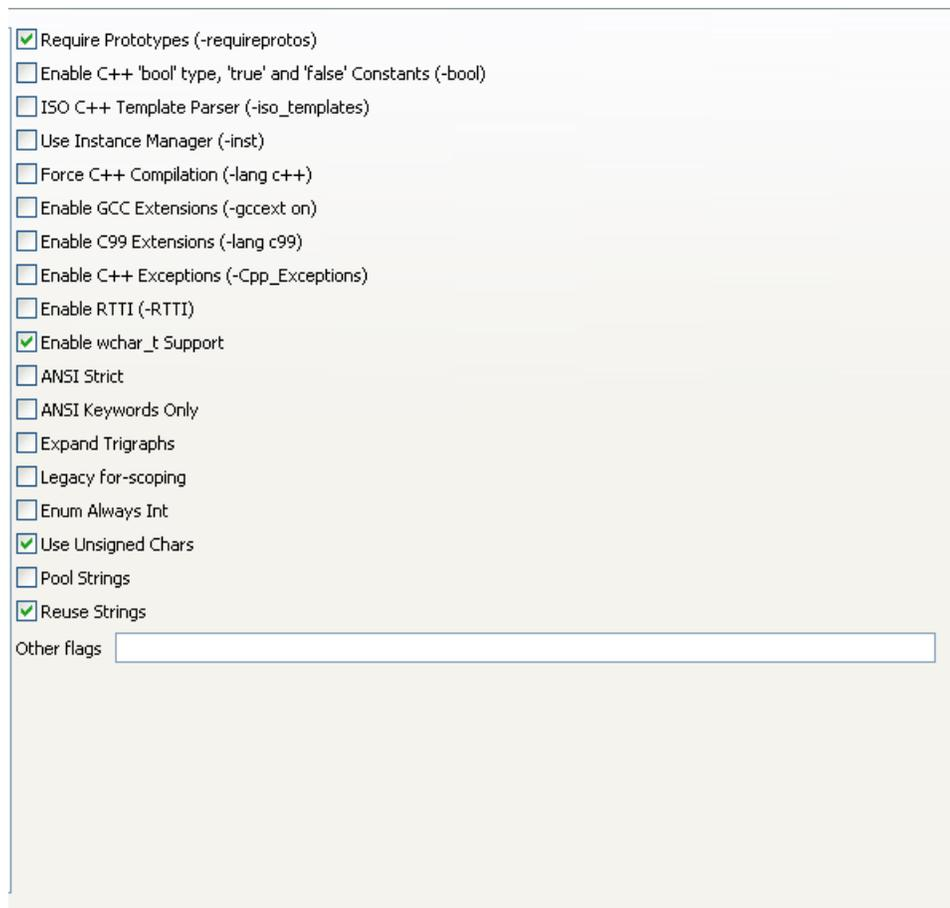 Require Prototypes (-requireprotos)
Enable C++ 'bool' type, 'true' and 'false' Constants (-bool)
ISO C++ Template Parser (-iso_templates)
Use Instance Manager (-inst)
Force C++ Compilation (-lang c++)
Enable GCC Extensions (-gccext on)
Enable C99 Extensions (-lang c99)
Enable C++ Exceptions (-Cpp_Exceptions)
Enable RTTI (-RTTI)
Enable wchar_t Support
ANSI Strict
ANSI Keywords Only
Expand Trigraphs
Legacy for-scoping
Enum Always Int
Use Unsigned Chars
Pool Strings
Reuse Strings
Other flags